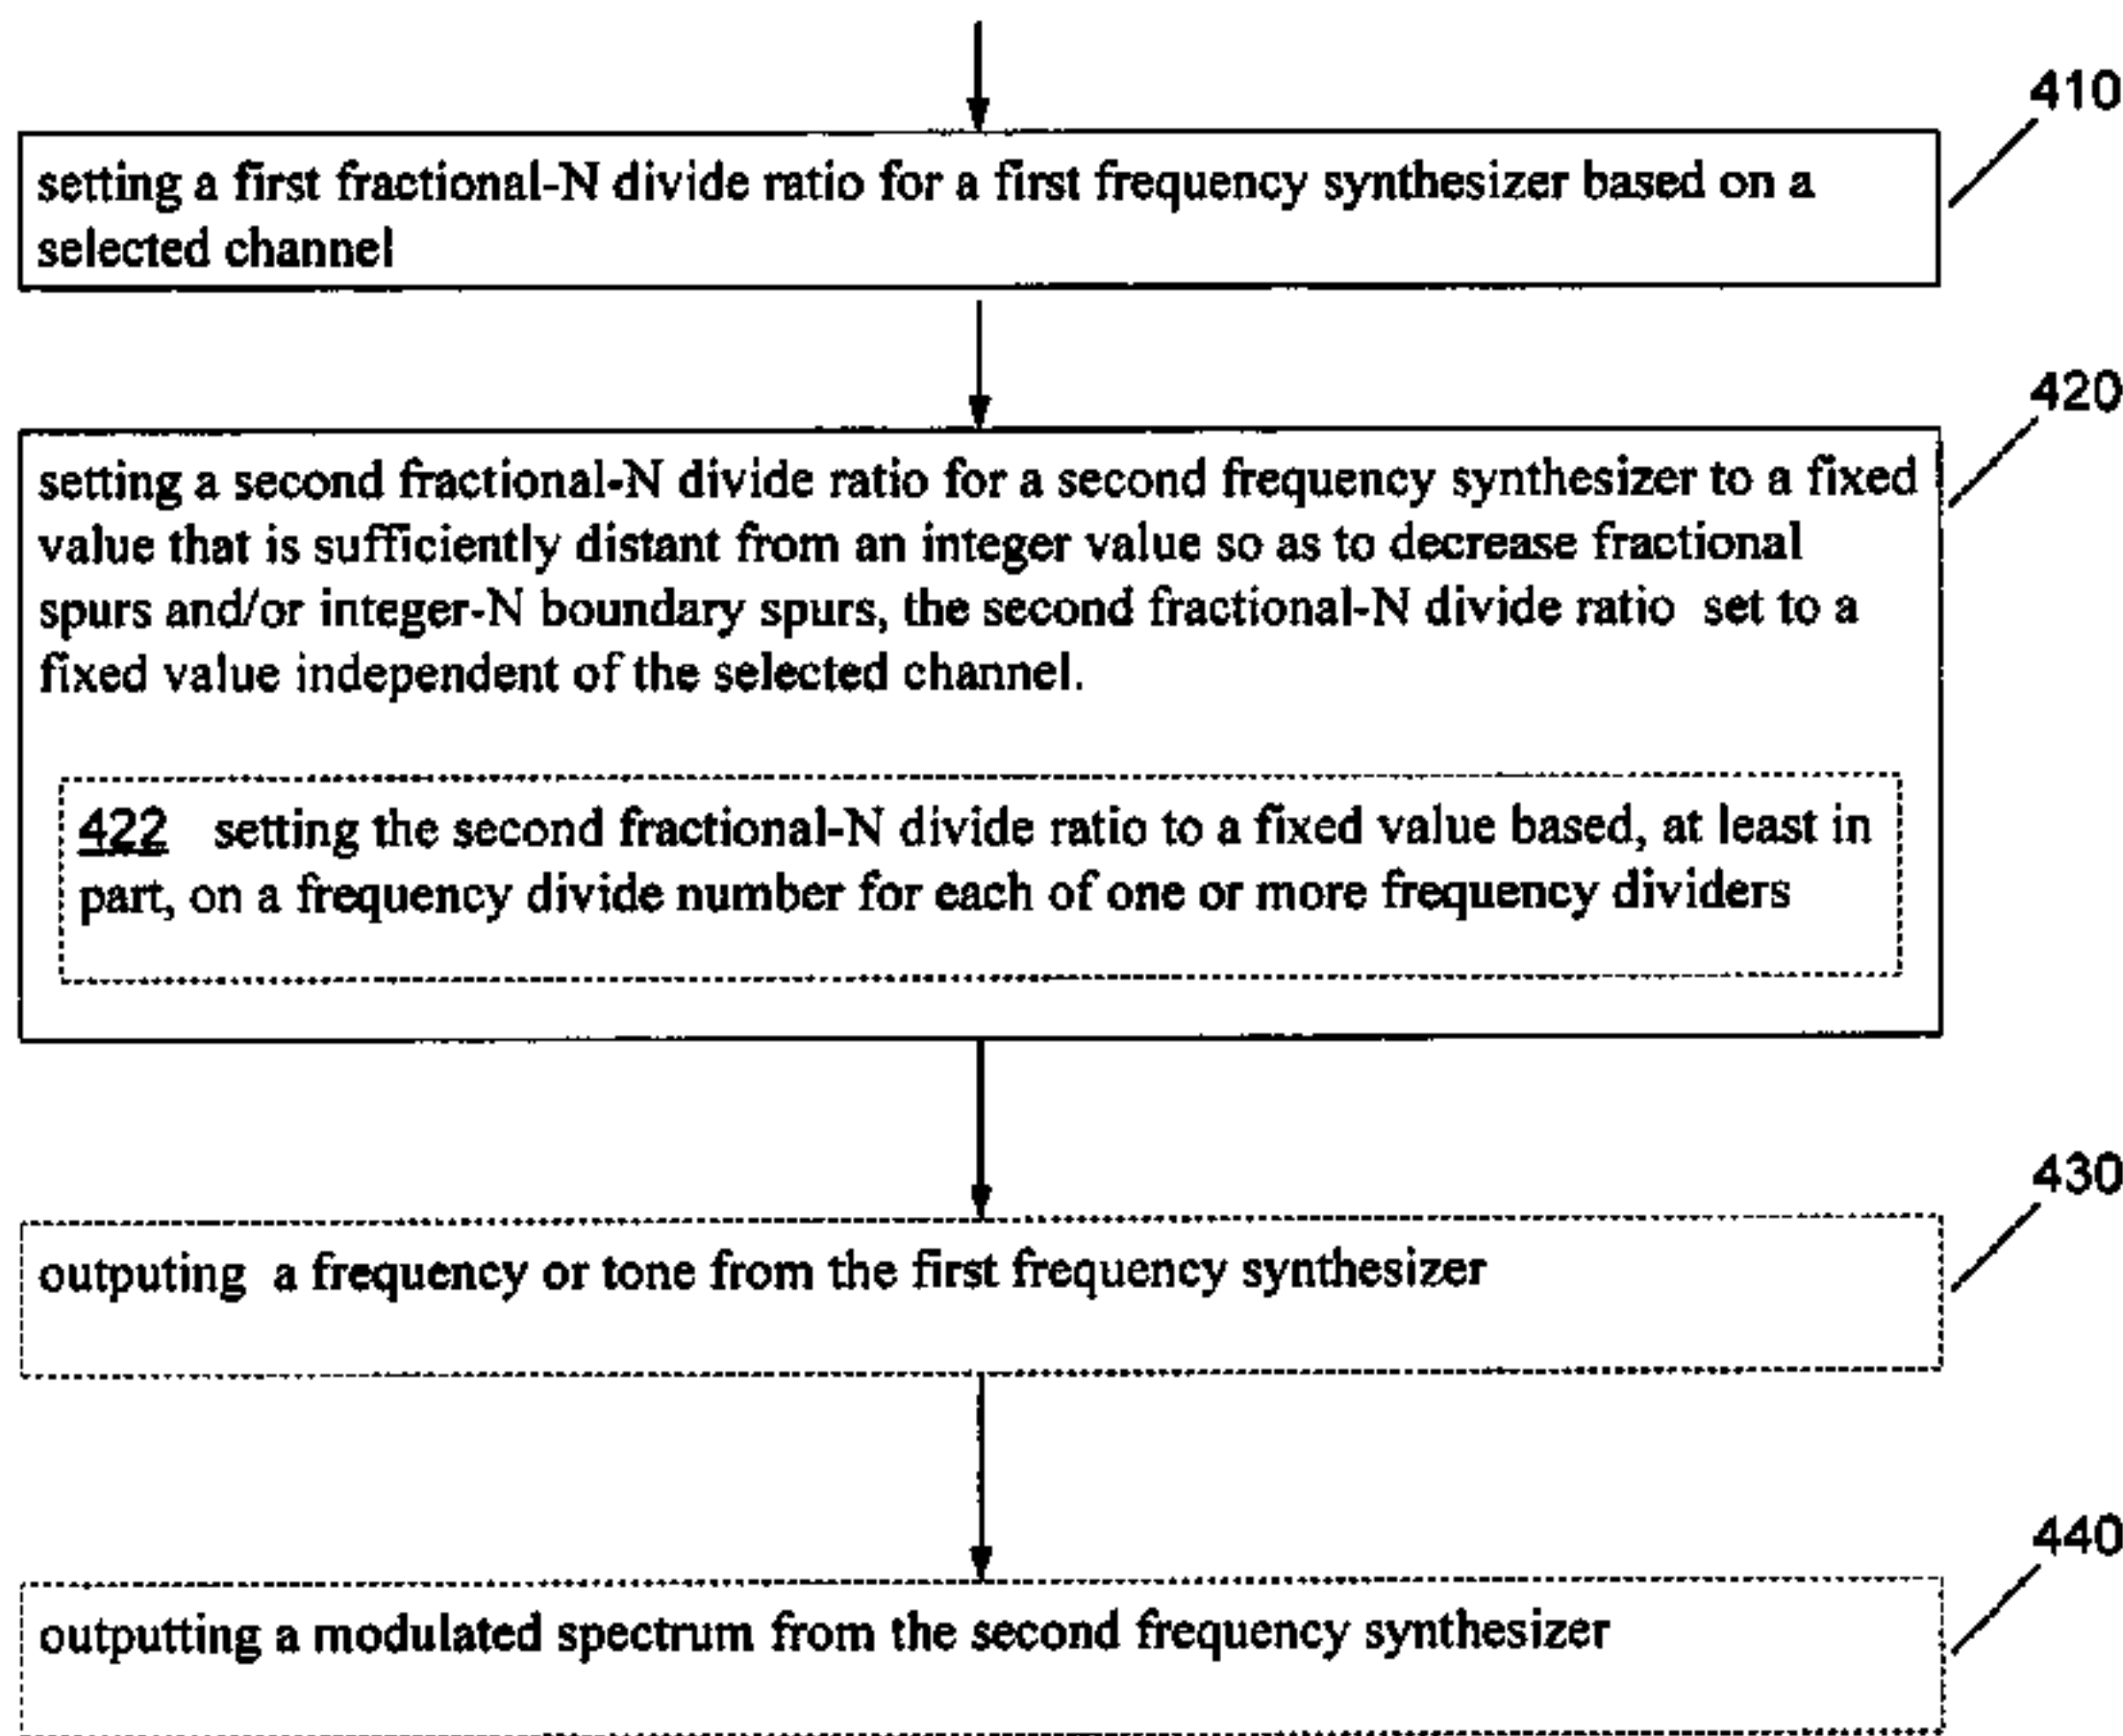 410
setting a first fractional-N divide ratio for a first frequency synthesizer based on a
selected channel
420
setting a second fractional-N divide ratio for a second frequency synthesizer to a fixed
value that is sufficiently distant from an integer value so as to decrease fractional
spurs and/or integer-N boundary spurs, the second fractional-N divide ratio set to a
fixed value independent of the selected channel.
422 setting the second fractional-N divide ratio to a fixed value based, at least in
part, on a frequency divide number for each of one or more frequency dividers
430
outputing a frequency or tone from the first frequency synthesizer
440
outputting a modulated spectrum from the second frequency synthesizer